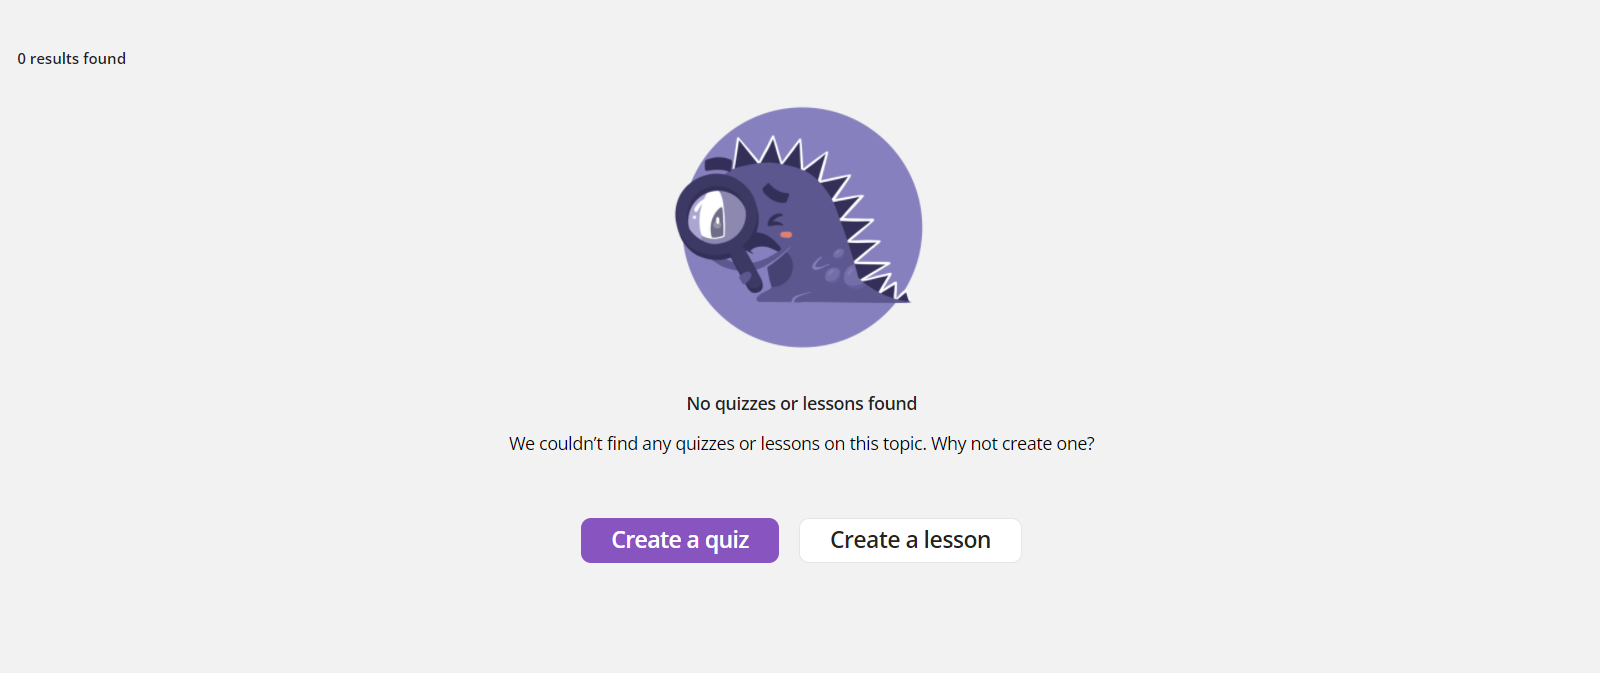 0 results found
No quizzes or lessons found
We couldn’t find any quizzes or lessons on this topic. Why not create one?
Create a quiz
Create a lesson